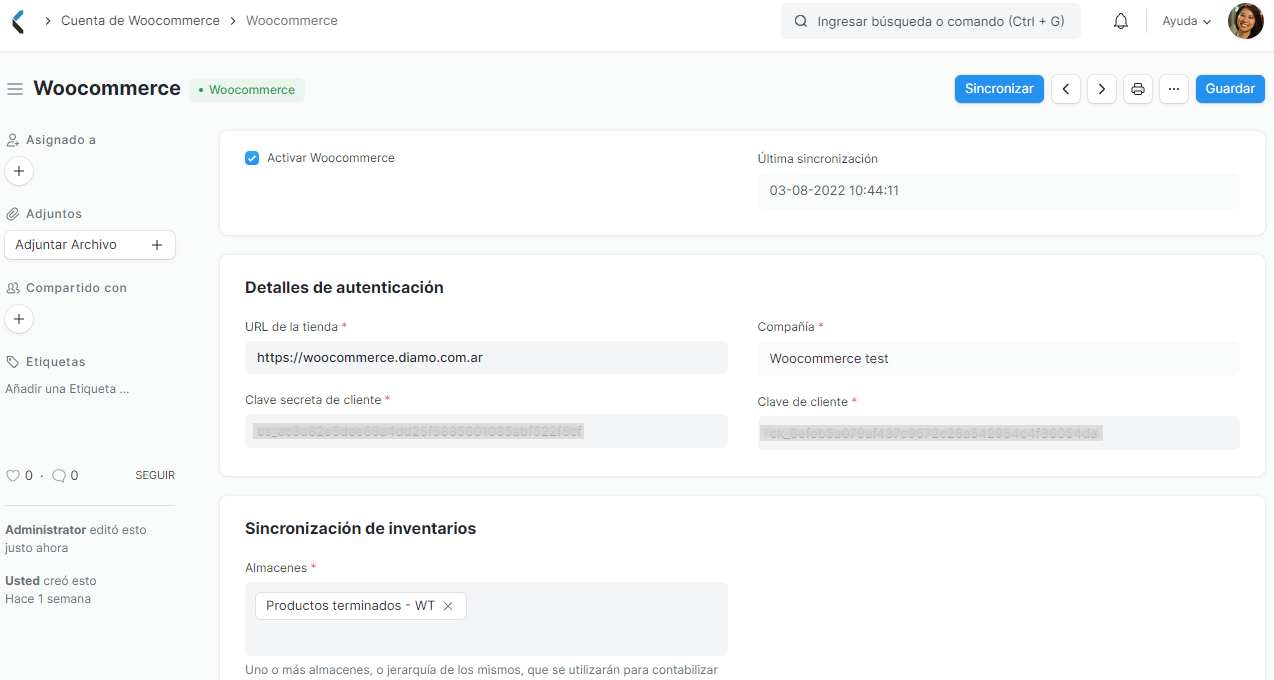 Cuenta de Woocommerce
Woocommerce
Ingresar búsqueda o comando (Ctrl + G)
Ayuda
Woocommerce
Woocommerce
Sincronizar
Guardar
Asignado a
Adjuntos
Adjuntar Archivo
Compartido con
Etiquetas
Añadir una Etiqueta ...
0 · 0
SEGUIR
Administrator editó esto
justo ahora
Usted creó esto
Hace 1 semana
Activar Woocommerce
Última sincronización
03-08-2022 10:44:11
Detalles de autenticación
URL de la tienda *
https://woocommerce.diamo.com.ar
Compañía *
Woocommerce test
Clave secreta de cliente *
Clave de cliente *
Sincronización de inventarios
Almacenes *
Productos terminados - WT
Uno o más almacenes, o jerarquía de los mismos, que se utilizarán para contabilizar